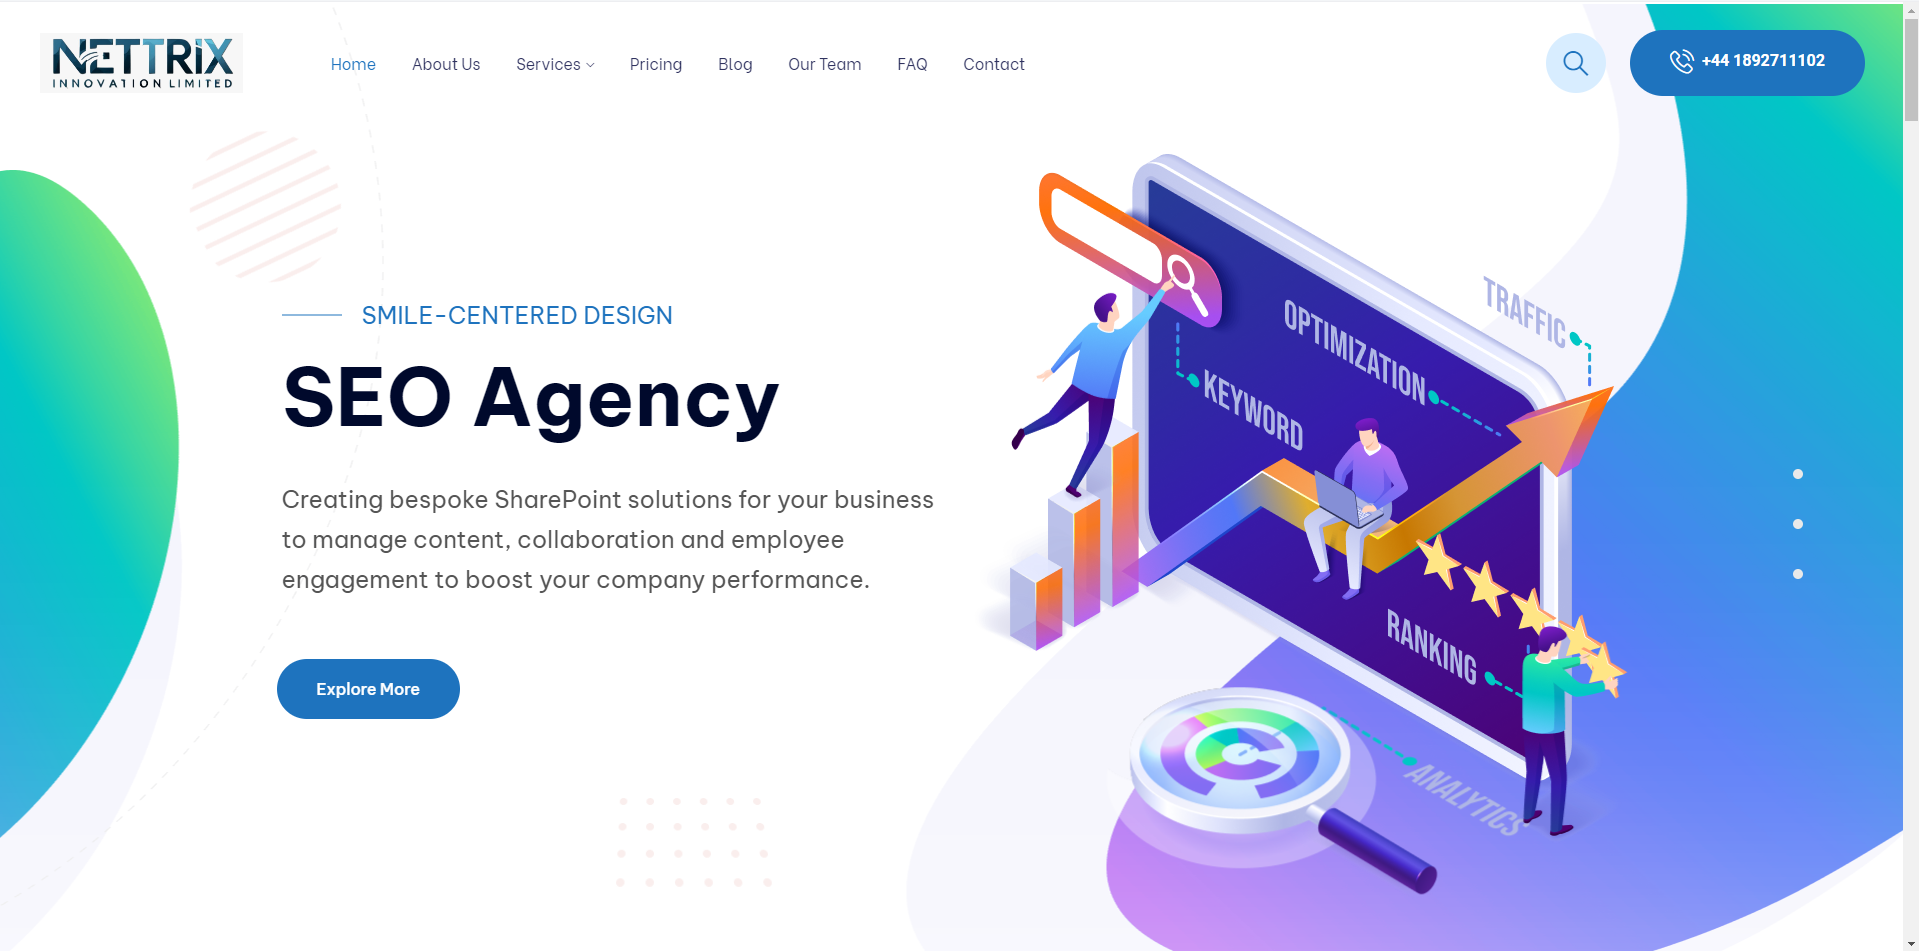 NETTRIX
INNOVATION LIMITED
Home About Us Services Pricing Blog Our Team FAQ Contact
+44 1892711102
SMILE-CENTERED DESIGN
SEO Agency
Creating bespoke SharePoint solutions for your business
to manage content, collaboration and employee
engagement to boost your company performance.
Explore More
TRAFFIC
OPTIMIZATION
KEYWORD
RANKING
ANALYTICS